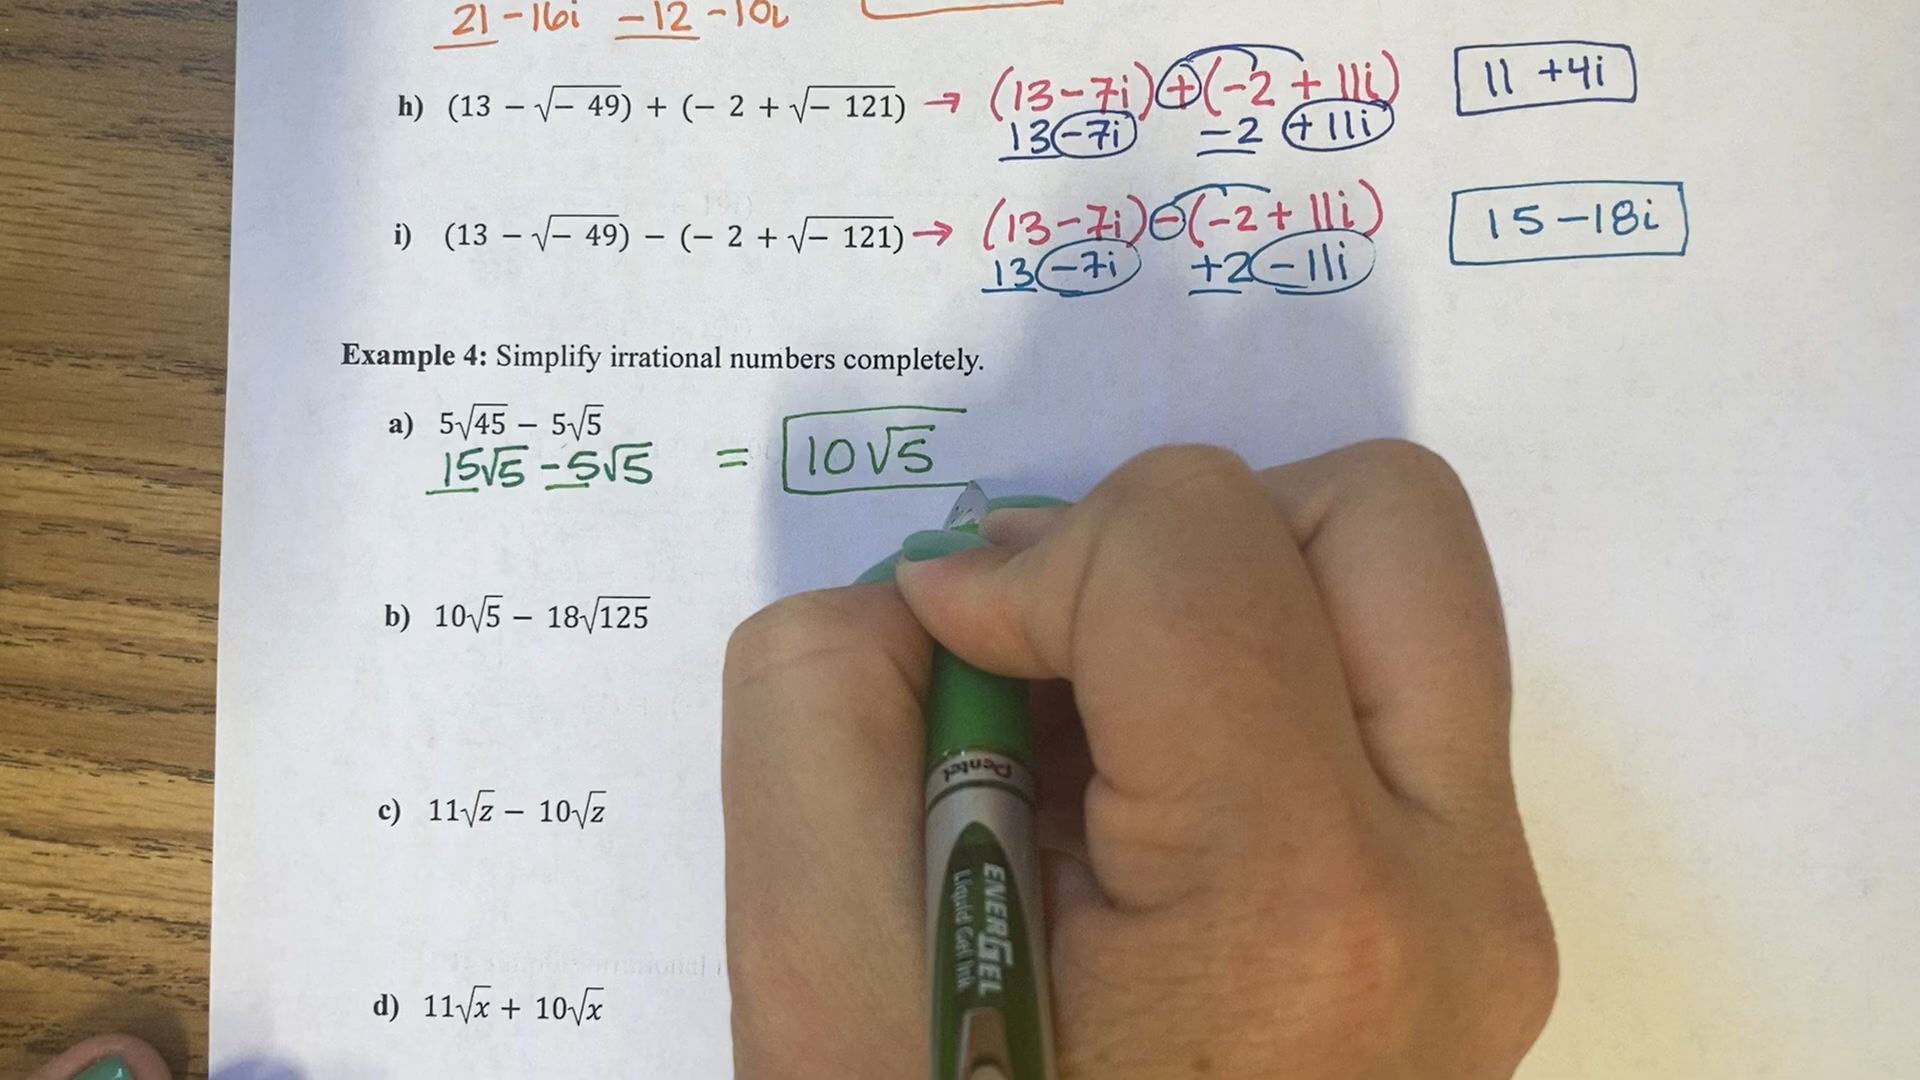 21 - 16i - 12 - 10i
h) (13 − √− 49) + (− 2 + √− 121) → (13 - 7i) + (-2 + 11i) 11 + 4i
13 - 7i - 2 + 11i
i) (13 − √− 49) − (− 2 + √− 121) → (13 - 7i) - (-2 + 11i) 15 - 18i
13 - 7i + 2 - 11i
Example 4: Simplify irrational numbers completely.
a) 5√45 − 5√5
15√5 - 5√5 = 10√5
b) 10√5 − 18√125
c) 11√z − 10√z
d) 11√x + 10√x
Pentel
ENERGEL
Liquid Gel Ink